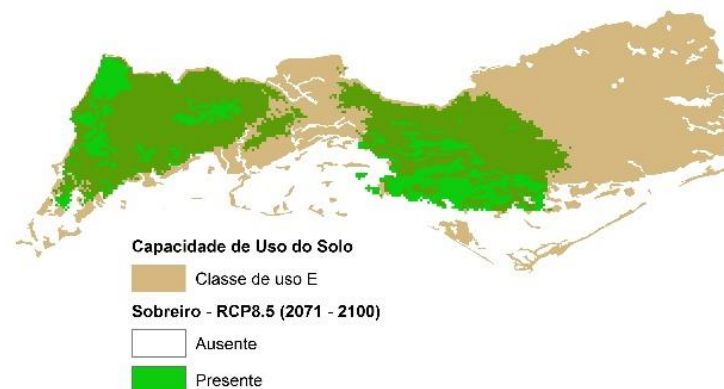 Capacidade de Uso do Solo
Classe de uso E
Sobreiro - RCP8.5 (2071 - 2100)
Ausente
Presente